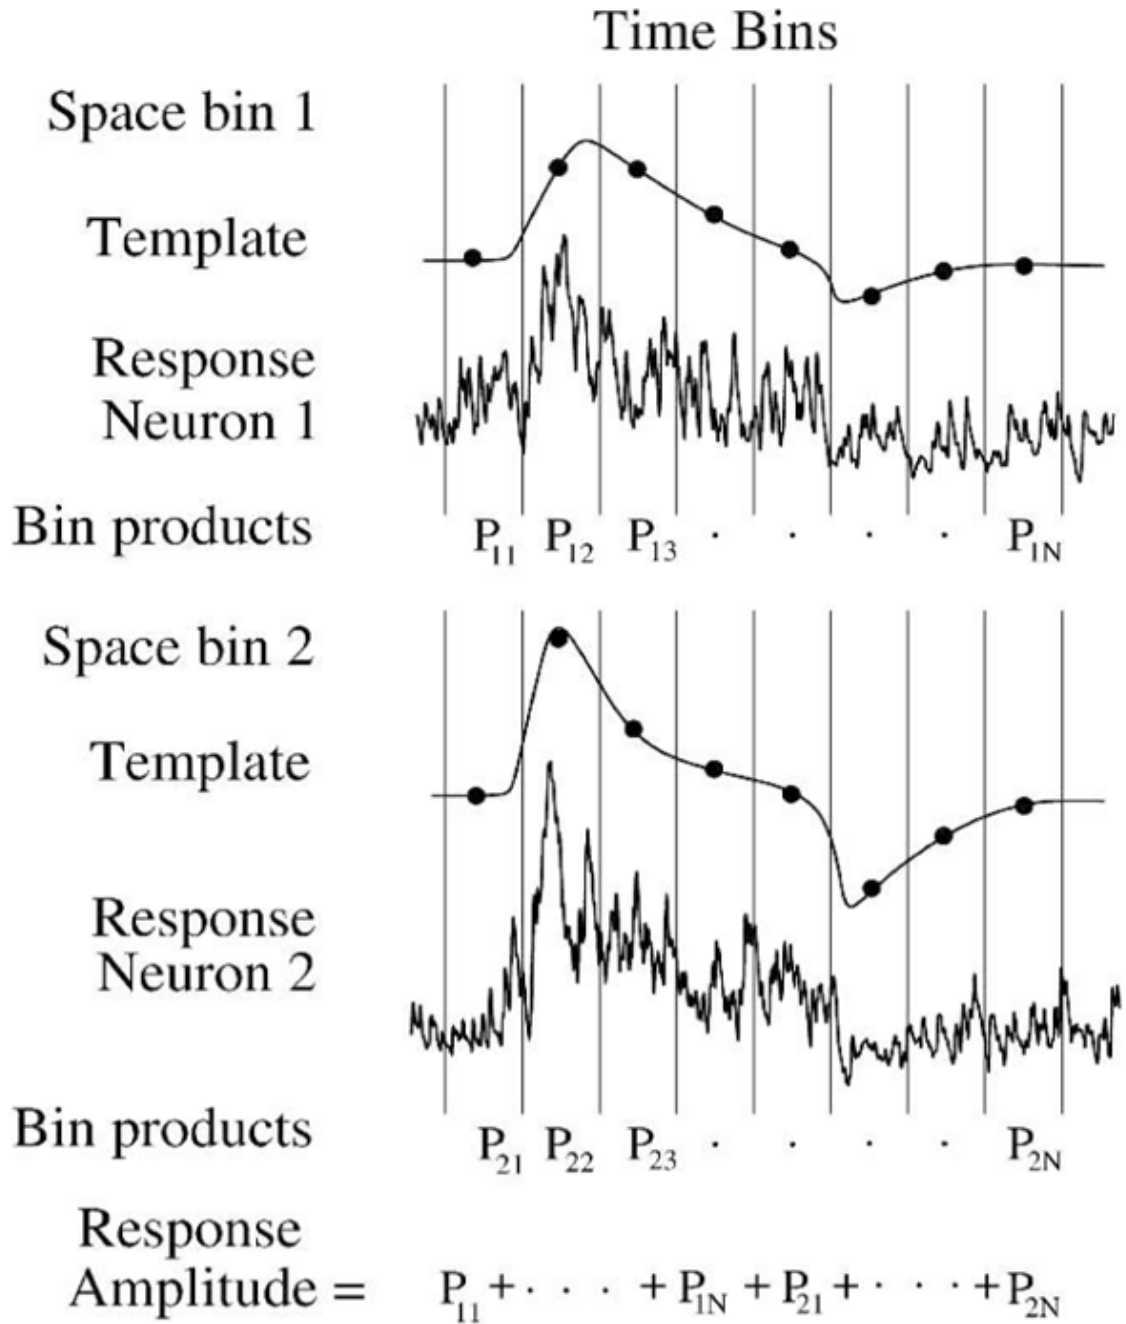 Time Bins
Space bin 1
Template
Response
Neuron 1
Bin products P11 P12 P13 . . . . P1N
Space bin 2
Template
Response
Neuron 2
Bin products P21 P22 P23 . . . . P2N
Response
Amplitude = P11 + · · · + P1N + P21 + · · · + P2N